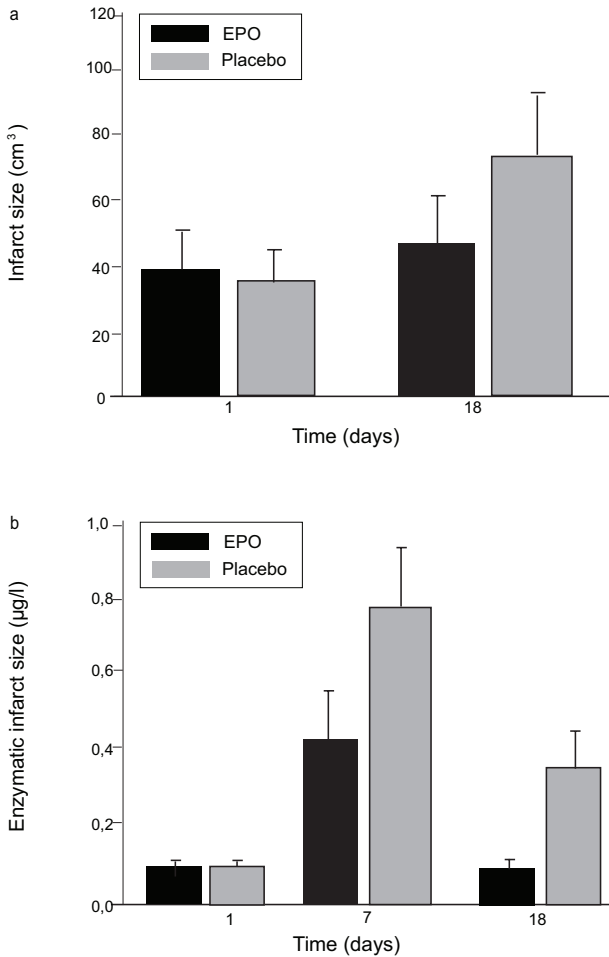 a
120
100
80
60
40
20
0
Infarct size (cm³)
EPO
Placebo
1
18
Time (days)
b
1,0
0,8
0,6
0,4
0,2
0,0
Enzymatic infarct size (µg/l)
EPO
Placebo
1
7
18
Time (days)